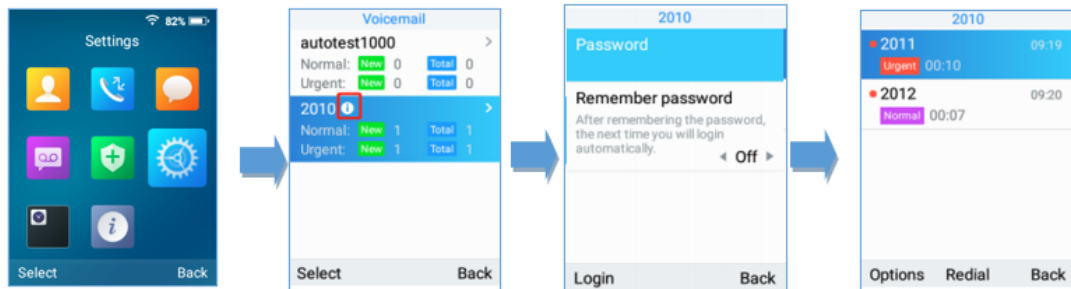 82%
Settings
Select Back
Voicemail
autotest1000
Normal: New 0 Total 0
Urgent: New 0 Total 0
2010
Normal: New 1 Total 1
Urgent: New 1 Total 1
Select Back
2010
Password
Remember password
After remembering the password,
the next time you will login
automatically.
Off
Login Back
2010
2011 09:19
Urgent 00:10
2012 09:20
Normal 00:07
Options Redial Back